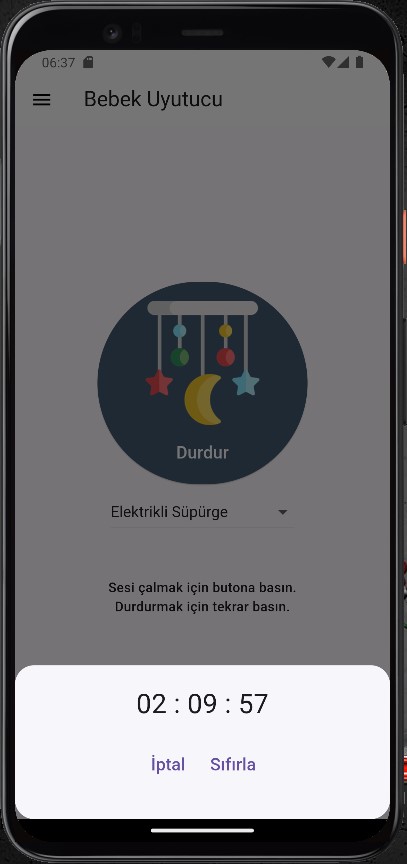 06:37
Bebek Uyutucu
Durdur
Elektrikli Süpürge
Sesi çalmak için butona basın.
Durdurmak için tekrar basın.
02 : 09 : 57
İptal Sıfırla